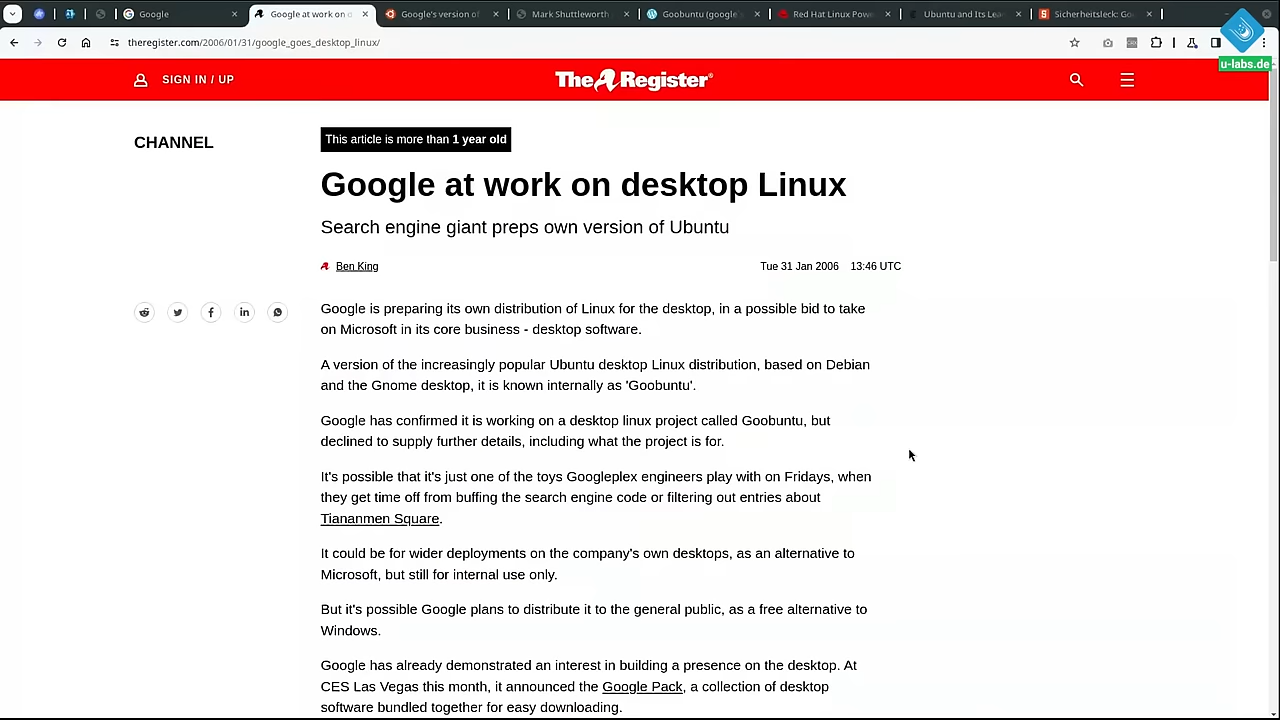 Google
Google at work on d
Google's version of
Mark Shuttleworth
Goobuntu (google's
Red Hat Linux Powe
Ubuntu and Its Lea
Sicherheitsleck: Go
theregister.com/2006/01/31/google_goes_desktop_linux/
u-labs.de
SIGN IN / UP
The Register®
CHANNEL
This article is more than 1 year old
Google at work on desktop Linux
Search engine giant preps own version of Ubuntu
Ben King
Tue 31 Jan 2006 13:46 UTC
Google is preparing its own distribution of Linux for the desktop, in a possible bid to take
on Microsoft in its core business - desktop software.
A version of the increasingly popular Ubuntu desktop Linux distribution, based on Debian
and the Gnome desktop, it is known internally as 'Goobuntu'.
Google has confirmed it is working on a desktop linux project called Goobuntu, but
declined to supply further details, including what the project is for.
It's possible that it's just one of the toys Googleplex engineers play with on Fridays, when
they get time off from buffing the search engine code or filtering out entries about
Tiananmen Square.
It could be for wider deployments on the company's own desktops, as an alternative to
Microsoft, but still for internal use only.
But it's possible Google plans to distribute it to the general public, as a free alternative to
Windows.
Google has already demonstrated an interest in building a presence on the desktop. At
CES Las Vegas this month, it announced the Google Pack, a collection of desktop
software bundled together for easy downloading.